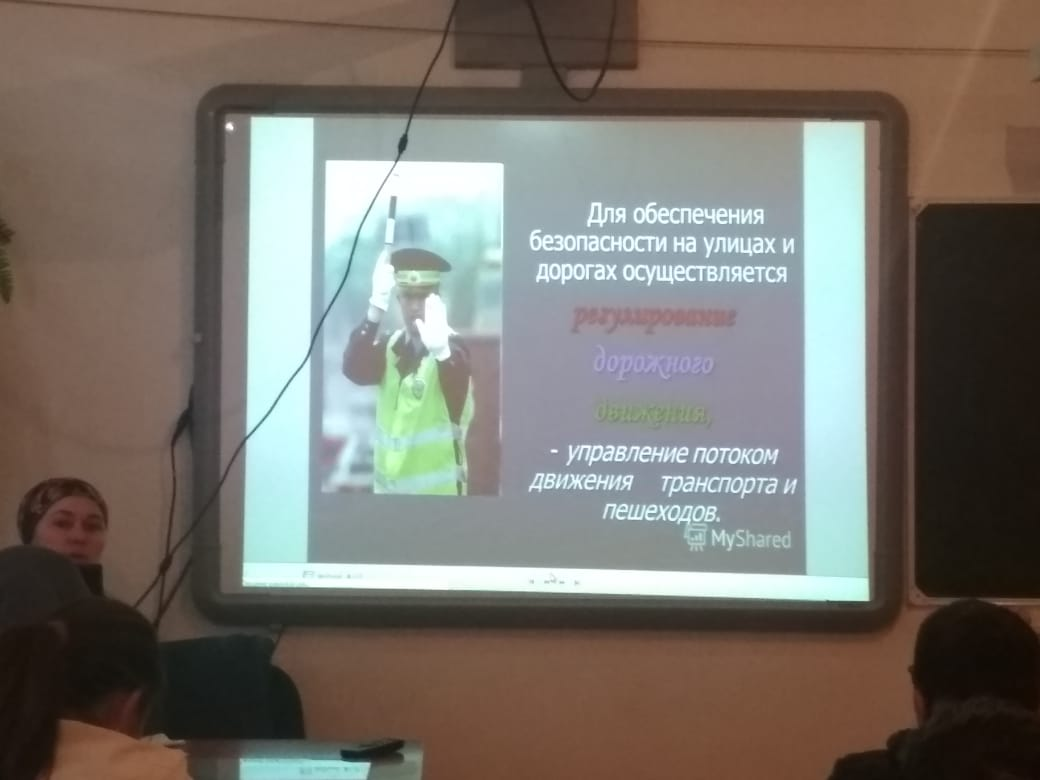 Для обеспечения
безопасности на улицах и
дорогах осуществляется
регулирование
дорожного
движения,
- управление потоком
движения транспорта и
пешеходов.
MyShared